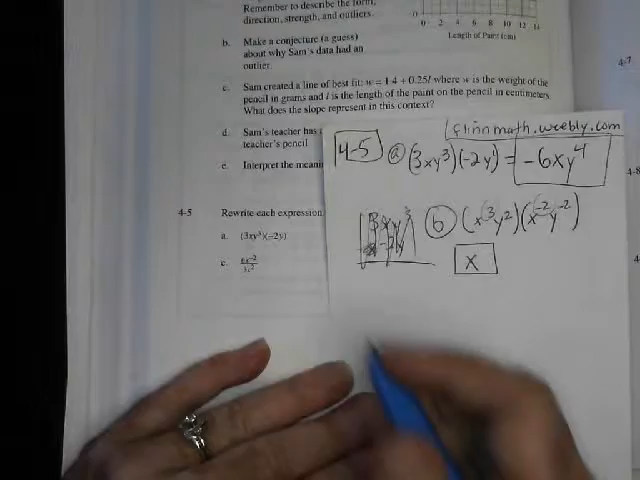 Remember to describe the form,
direction, strength, and outliers.
0
0 2 4 6 8 10 12 14
Length of Paint (cm)
b. Make a conjecture (a guess)
about why Sam's data had an
outlier.
c. Sam created a line of best fit: w = 1.4 + 0.25l where w is the weight of the
pencil in grams and l is the length of the paint on the pencil in centimeters.
What does the slope represent in this context?
d. Sam's teacher has
teacher's pencil
e. Interpret the
4-5 Rewrite each expression
a. (3xy³)(−2y)
c.
4-7
4-8
4-
flinnmath.weebly.com
4-5 a (3xy³)(-2y¹) = -6xy⁴
b (x³y²)(x⁻²y⁻²)
x